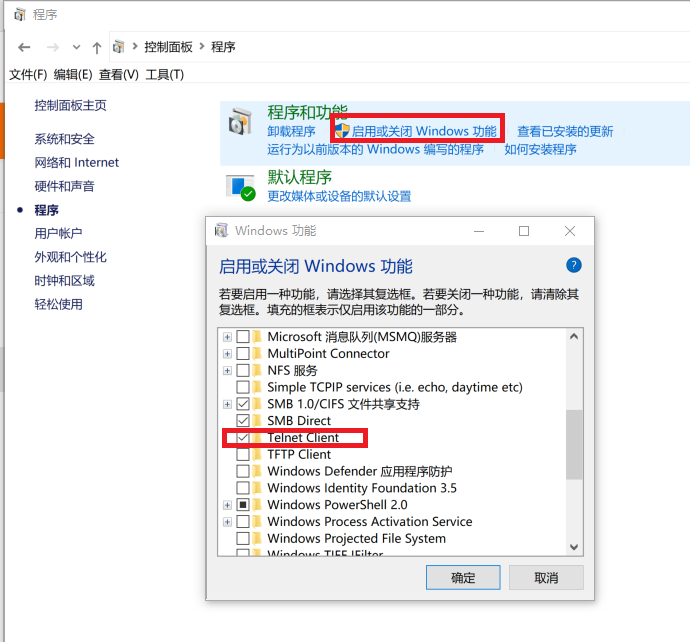 程序
控制面板 程序
文件(F) 编辑(E) 查看(V) 工具(T)
控制面板主页
系统和安全
网络和 Internet
硬件和声音
程序
用户帐户
外观和个性化
时钟和区域
轻松使用
程序和功能
卸载程序 启用或关闭 Windows 功能 查看已安装的更新
运行为以前版本的 Windows 编写的程序 如何安装程序
默认程序
更改媒体或设备的默认设置
Windows 功能
启用或关闭 Windows 功能
?
若要启用一种功能，请选择其复选框。若要关闭一种功能，请清除其
复选框。填充的框表示仅启用该功能的一部分。
Microsoft 消息队列(MSMQ)服务器
MultiPoint Connector
NFS 服务
Simple TCPIP services (i.e. echo, daytime etc)
SMB 1.0/CIFS 文件共享支持
SMB Direct
Telnet Client
TFTP Client
Windows Defender 应用程序防护
Windows Identity Foundation 3.5
Windows PowerShell 2.0
Windows Process Activation Service
Windows Projected File System
Windows TIFF IFilter
确定 取消